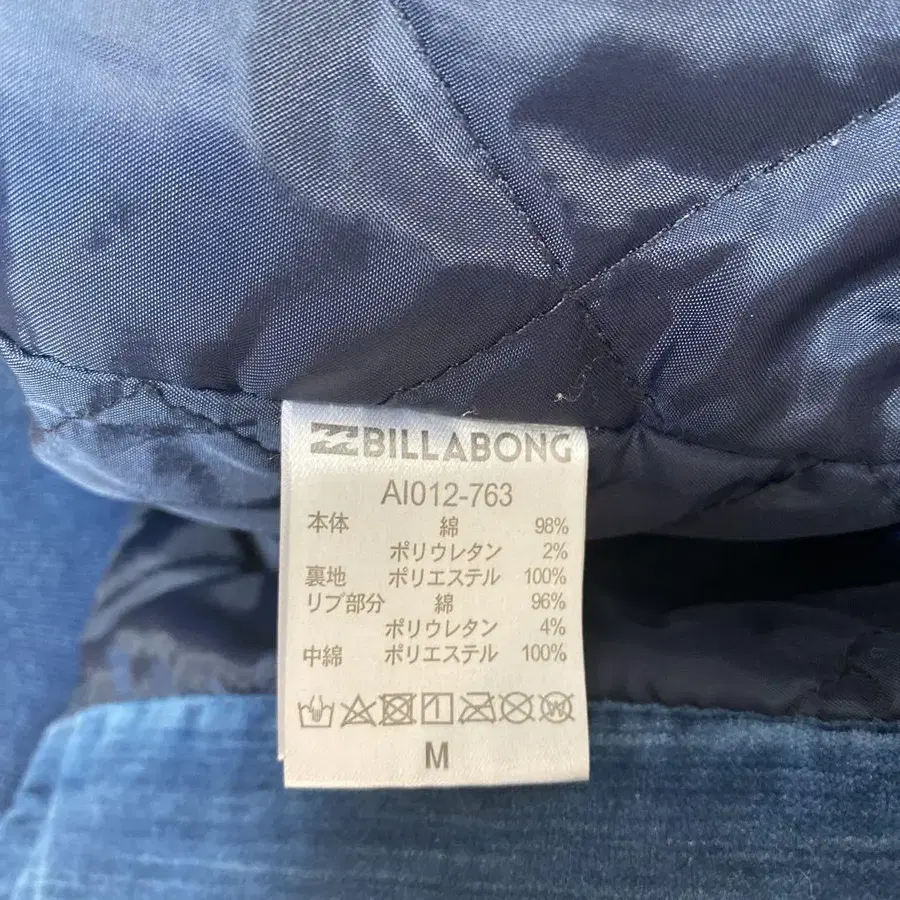 BILLABONG
AI012-763
本体 綿 98%
ポリウレタン 2%
裏地 ポリエステル 100%
リブ部分 綿 96%
ポリウレタン 4%
中綿 ポリエステル 100%
W
M